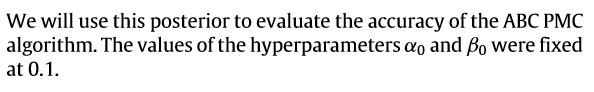 We will use this posterior to evaluate the accuracy of the ABC PMC
algorithm. The values of the hyperparameters α₀ and β₀ were fixed
at 0.1.